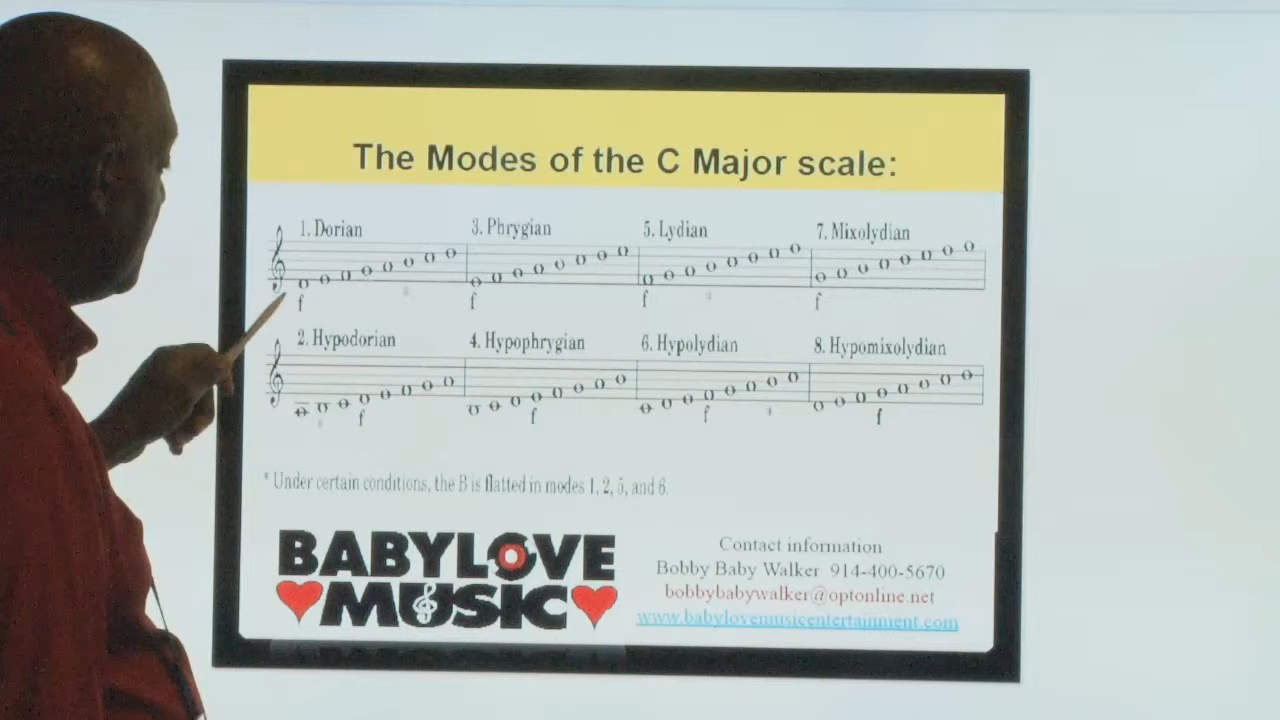 The Modes of the C Major scale:
1. Dorian 3. Phrygian 5. Lydian 7. Mixolydian
f f f f
2. Hypodorian 4. Hypophrygian 6. Hypolydian 8. Hypomixolydian
f f f f
* Under certain conditions, the B is flatted in modes 1, 2, 5, and 6.
BABYLOVE
MUSIC
Contact information
Bobby Baby Walker 914-400-5670
bobbybabywalker@optonline.net
www.babylovemusicentertainment.com